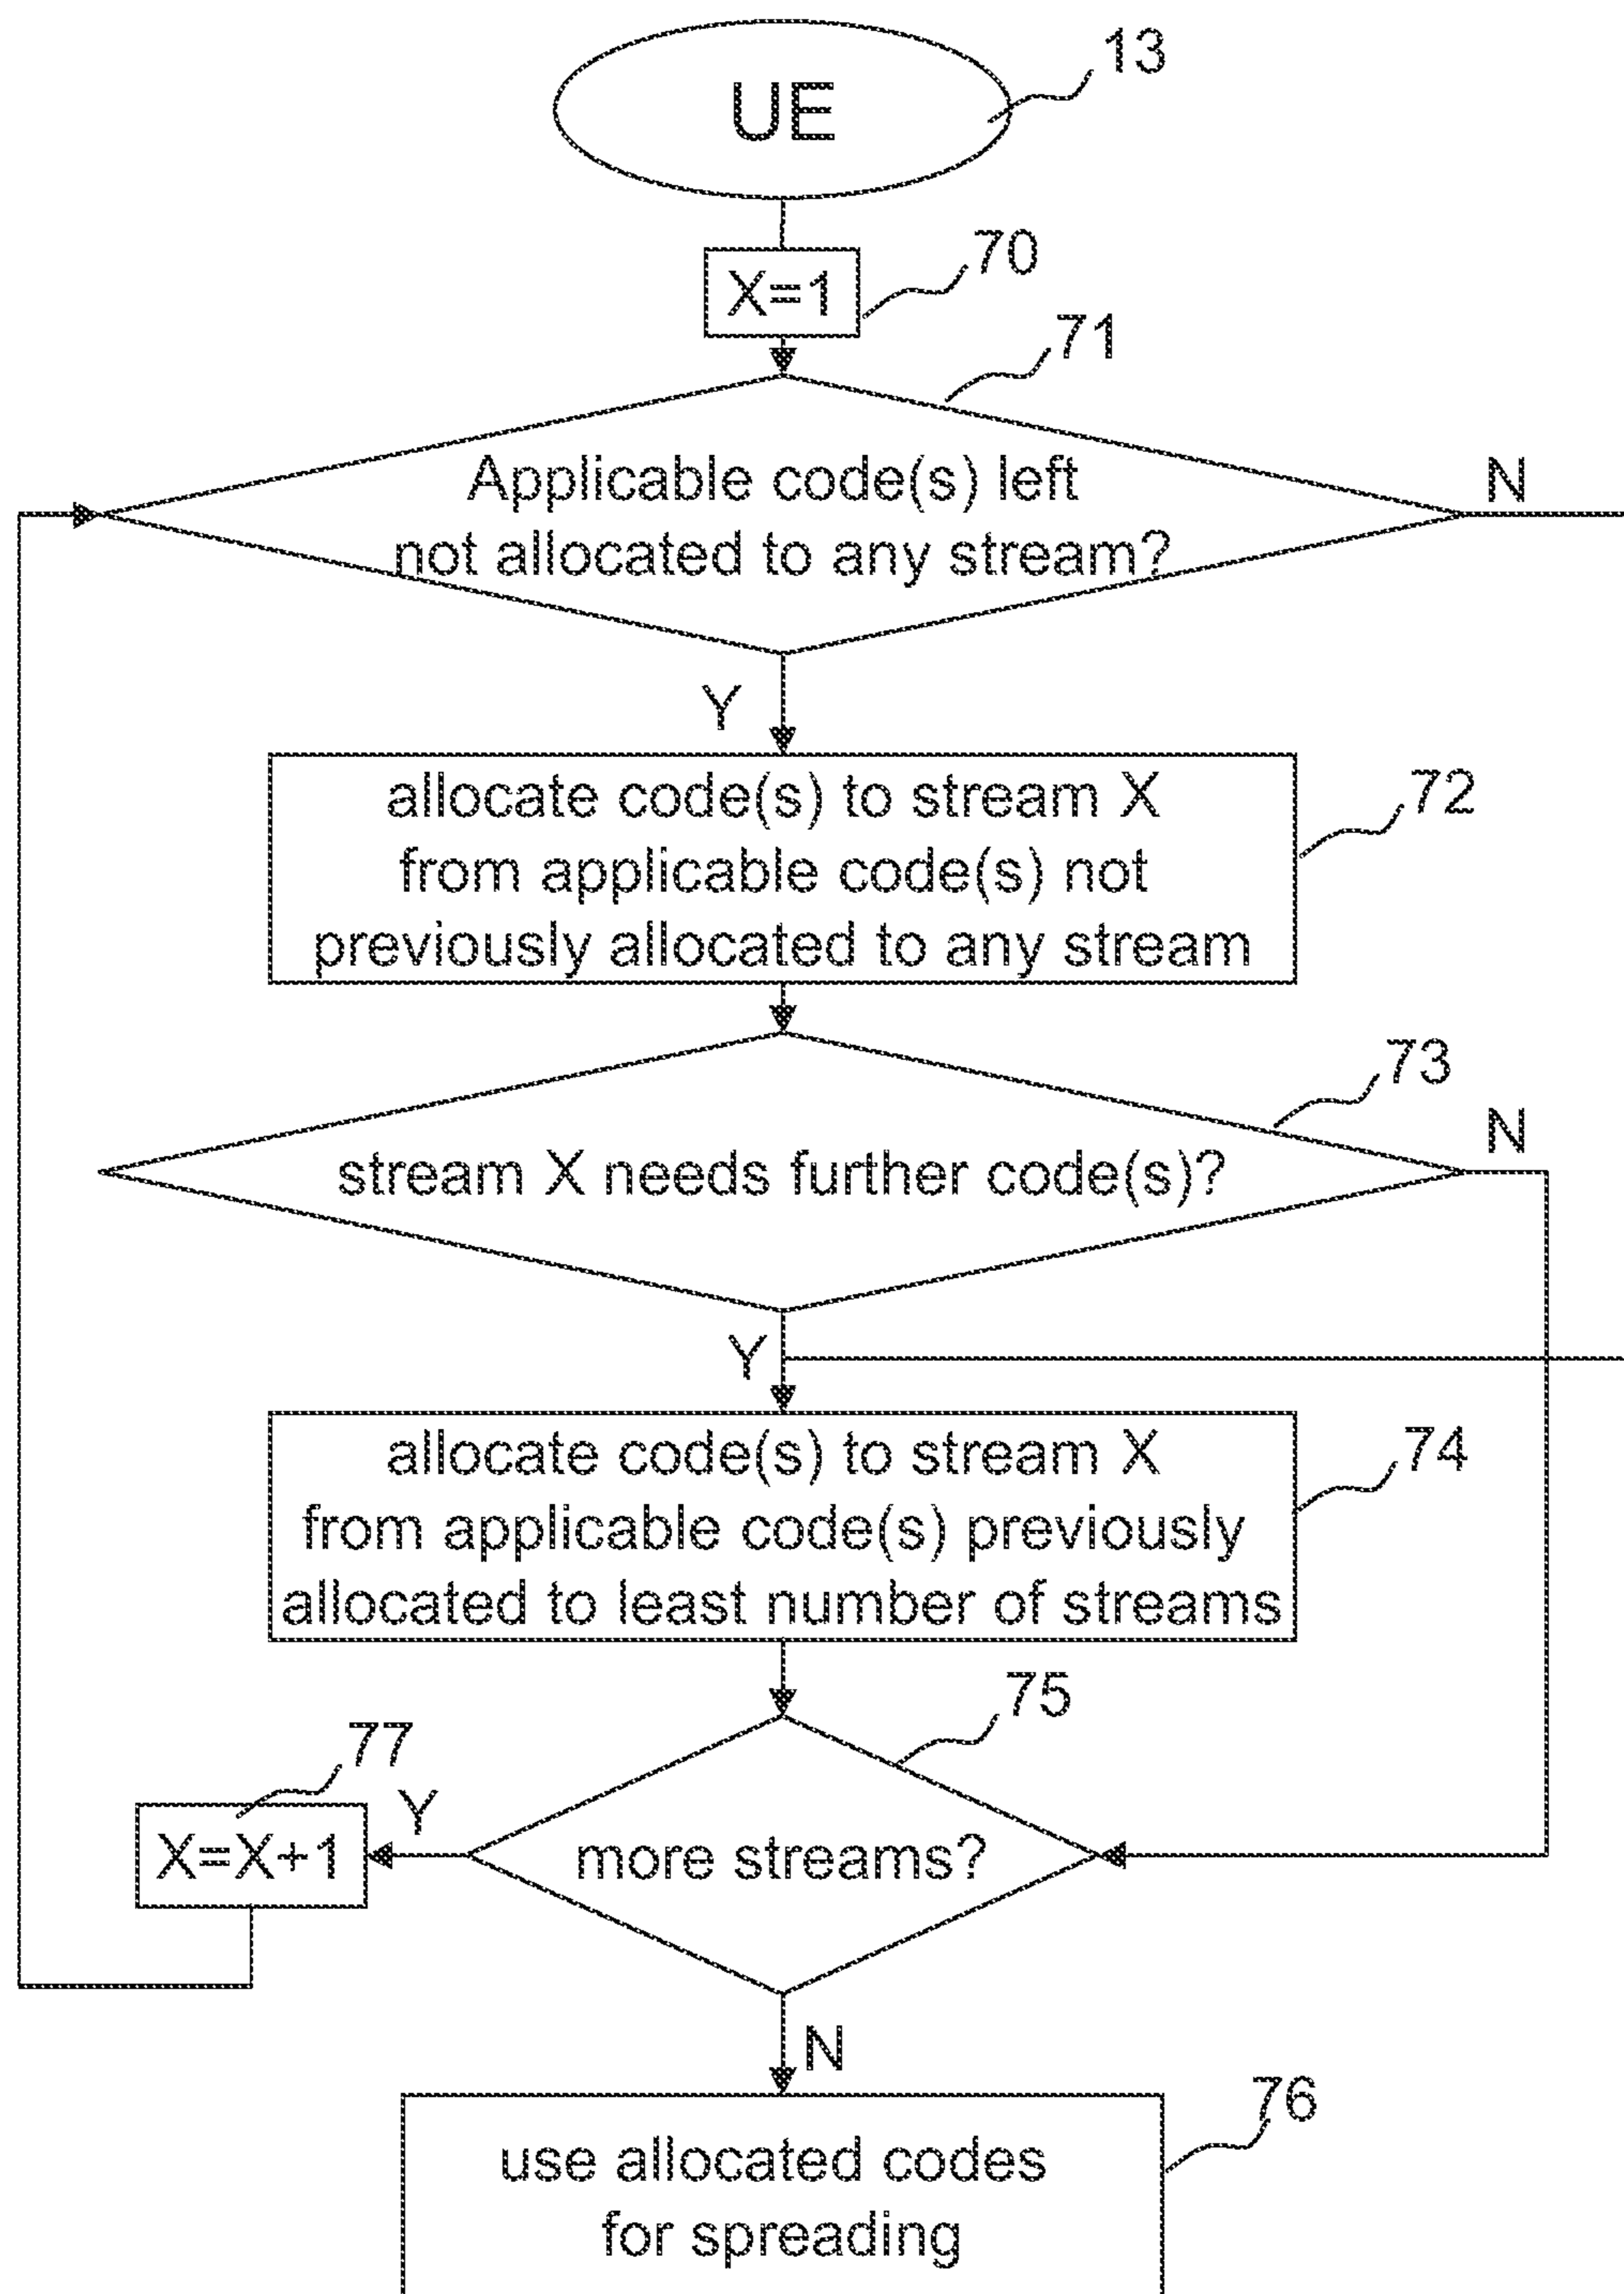 UE
13
X=1
70
71
Applicable code(s) left
not allocated to any stream?
N
Y
allocate code(s) to stream X
from applicable code(s) not
previously allocated to any stream
72
73
stream X needs further code(s)?
N
Y
allocate code(s) to stream X
from applicable code(s) previously
allocated to least number of streams
74
75
77
Y
X=X+1
more streams?
N
76
use allocated codes
for spreading